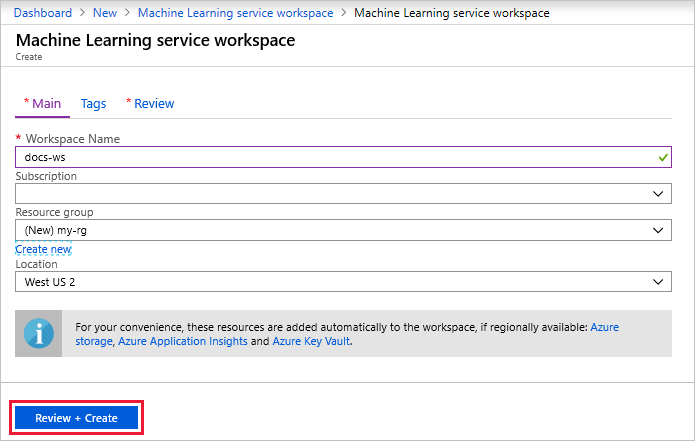 Dashboard > New > Machine Learning service workspace > Machine Learning service workspace
Machine Learning service workspace
Create
* Main Tags * Review
* Workspace Name
docs-ws
Subscription
Resource group
(New) my-rg
Create new
Location
West US 2
For your convenience, these resources are added automatically to the workspace, if regionally available: Azure
storage, Azure Application Insights and Azure Key Vault.
Review + Create